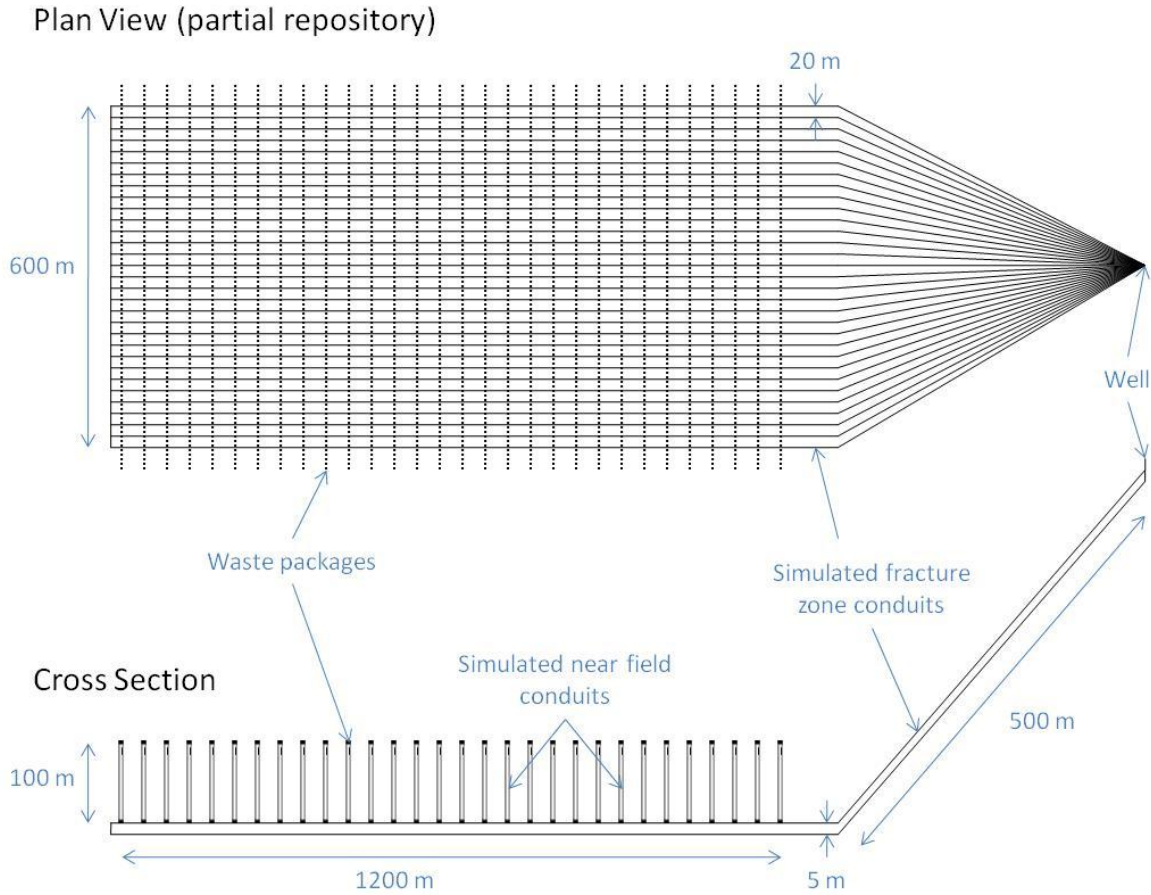 Plan View (partial repository)
20 m
600 m
Well
Waste packages
Simulated fracture
zone conduits
Cross Section
Simulated near field
conduits
500 m
100 m
1200 m
5 m